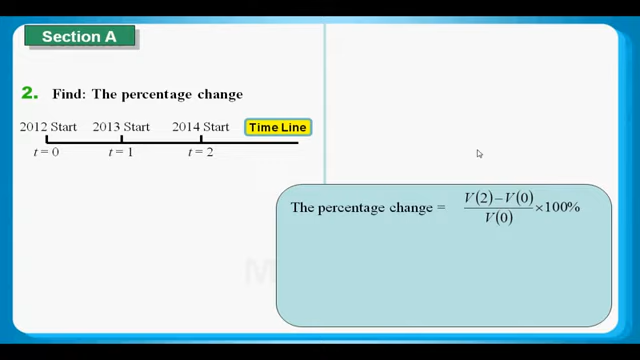 Section A
2. Find: The percentage change
2012 Start 2013 Start 2014 Start Time Line
t = 0 t = 1 t = 2
The percentage change = V(2) – V(0)
V(0) ×100%